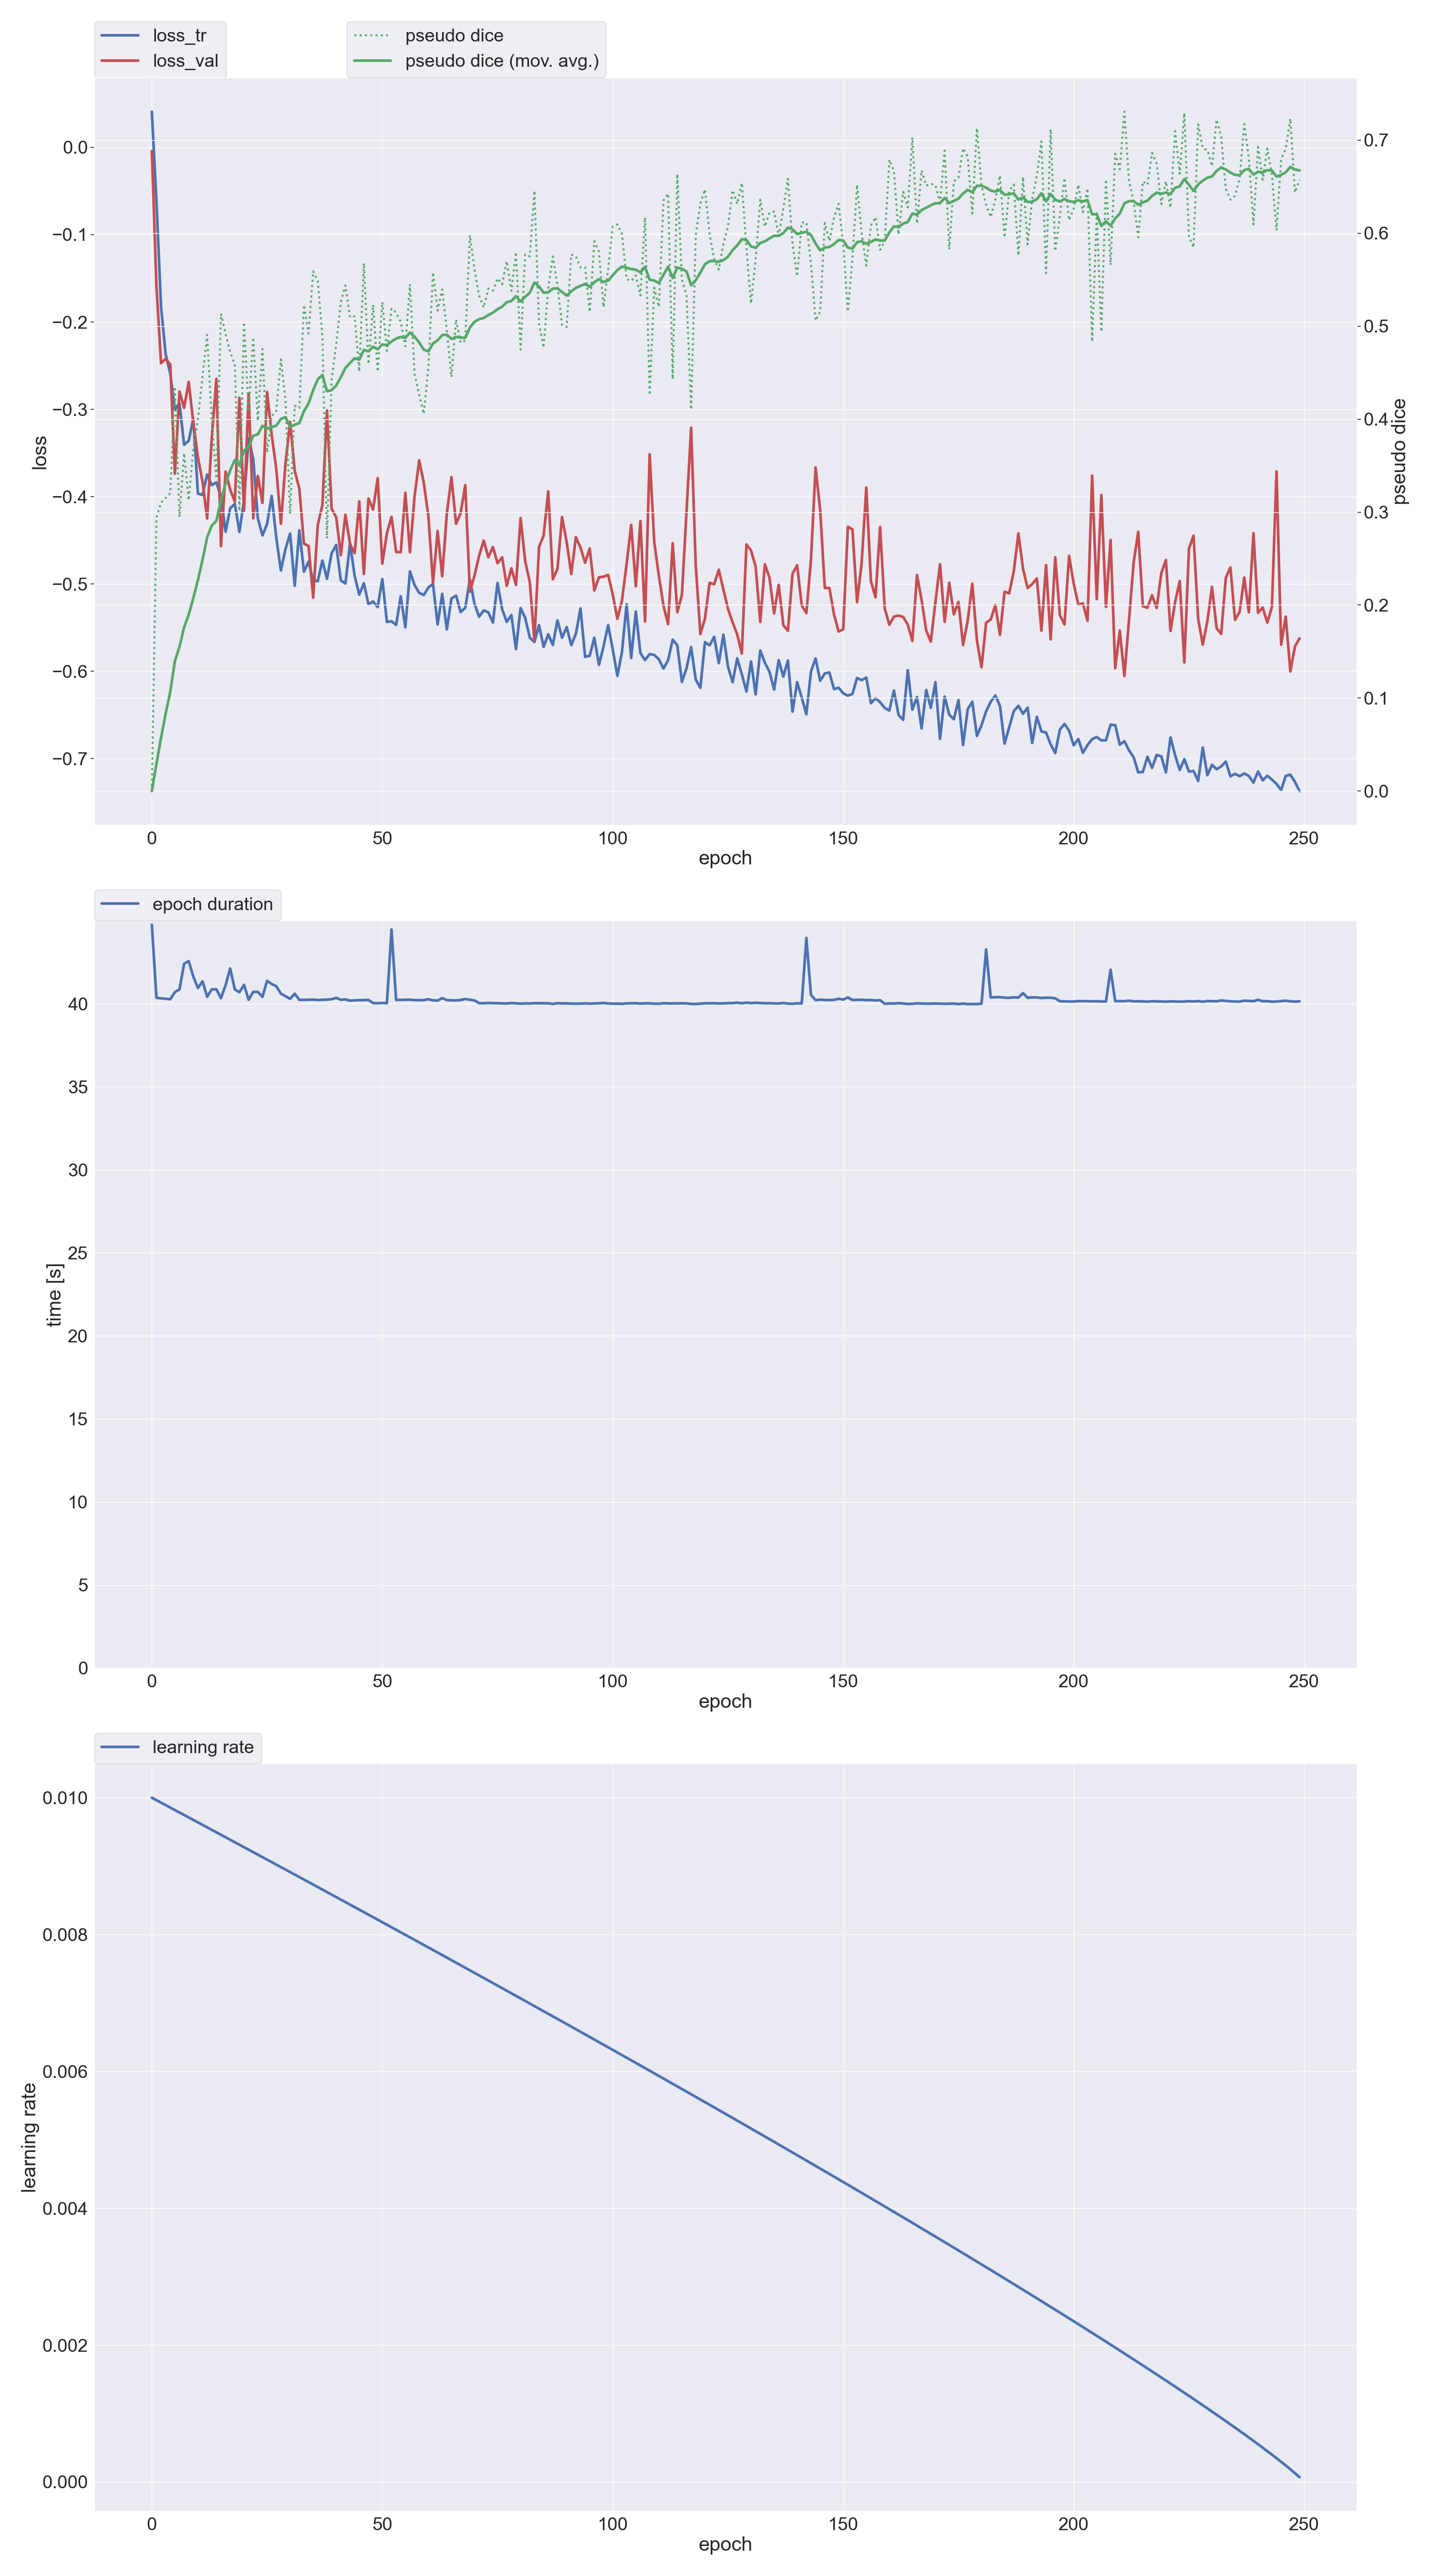 loss_tr
loss_val
pseudo dice
pseudo dice (mov. avg.)
0.0
−0.1
−0.2
−0.3
−0.4
−0.5
−0.6
−0.7
loss
0.7
0.6
0.5
0.4
0.3
0.2
0.1
0.0
pseudo dice
0 50 100 150 200 250
epoch
epoch duration
40
35
30
25
20
15
10
5
0
time [s]
0 50 100 150 200 250
epoch
learning rate
0.010
0.008
0.006
0.004
0.002
0.000
learning rate
0 50 100 150 200 250
epoch